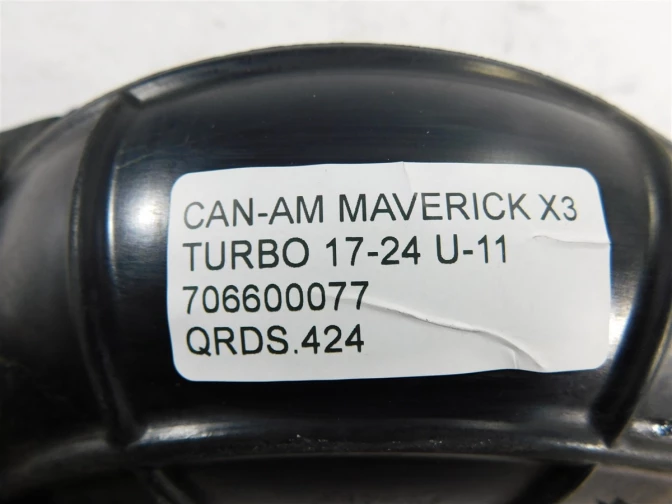 CAN-AM MAVERICK X3
TURBO 17-24 U-11
706600077
QRDS.424